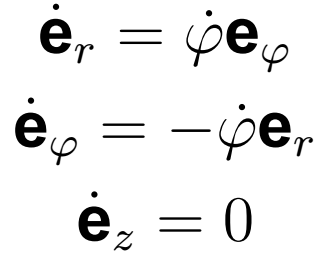 ė_r = φ̇e_φ
ė_φ = −φ̇e_r
ė_z = 0